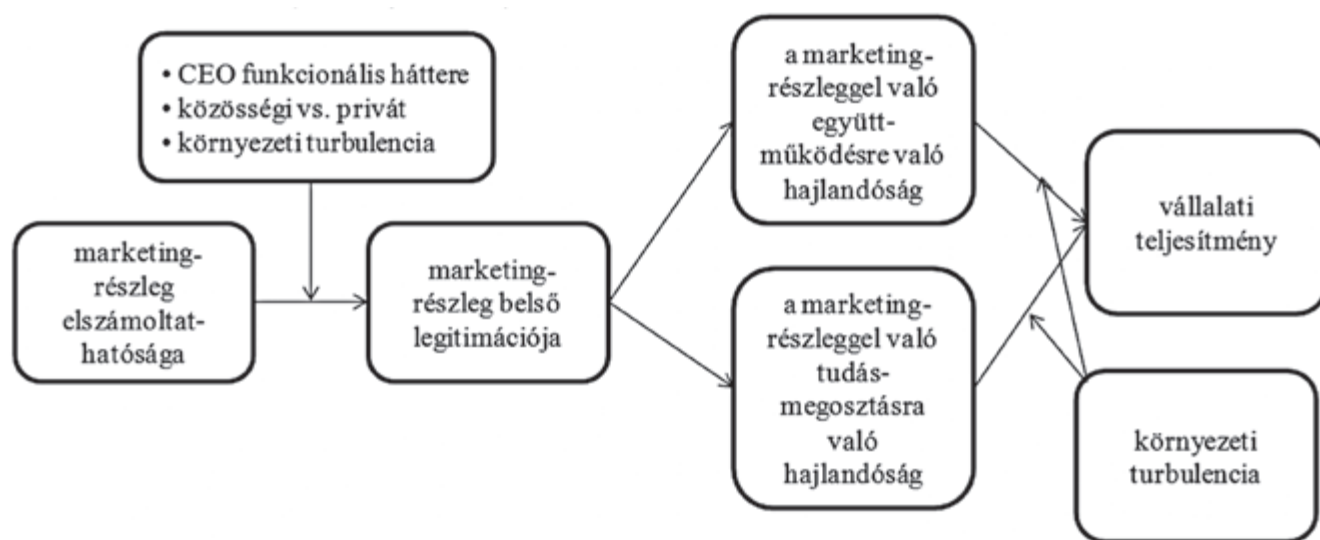 • CEO funkcionális háttere
• közösségi vs. privát
• környezeti turbulencia
marketing-
részleg
elszámoltat-
hatósága
marketing-
részleg belső
legitimációja
a marketing-
részleggel való
együtt-
működésre való
hajlandóság
a marketing-
részleggel való
tudás-
megosztásra
való
hajlandóság
vállalati
teljesítmény
környezeti
turbulencia